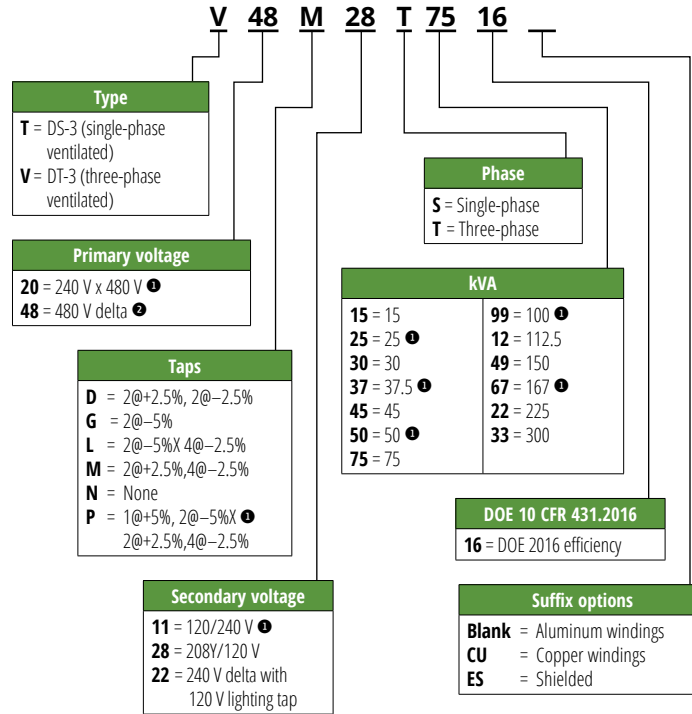 V 48 M 28 T 75 16
Type
T = DS-3 (single-phase
ventilated)
V = DT-3 (three-phase
ventilated)
Primary voltage
20 = 240 V x 480 V ❶
48 = 480 V delta ❷
Taps
D = 2@+2.5%, 2@–2.5%
G = 2@–5%
L = 2@–5%X 4@–2.5%
M = 2@+2.5%,4@–2.5%
N = None
P = 1@+5%, 2@–5%X ❶
2@+2.5%,4@–2.5%
Secondary voltage
11 = 120/240 V ❶
28 = 208Y/120 V
22 = 240 V delta with
120 V lighting tap
Phase
S = Single-phase
T = Three-phase
kVA
15 = 15
25 = 25 ❶
30 = 30
37 = 37.5 ❶
45 = 45
50 = 50 ❶
75 = 75
99 = 100 ❶
12 = 112.5
49 = 150
67 = 167 ❶
22 = 225
33 = 300
DOE 10 CFR 431.2016
16 = DOE 2016 efficiency
Suffix options
Blank = Aluminum windings
CU = Copper windings
ES = Shielded